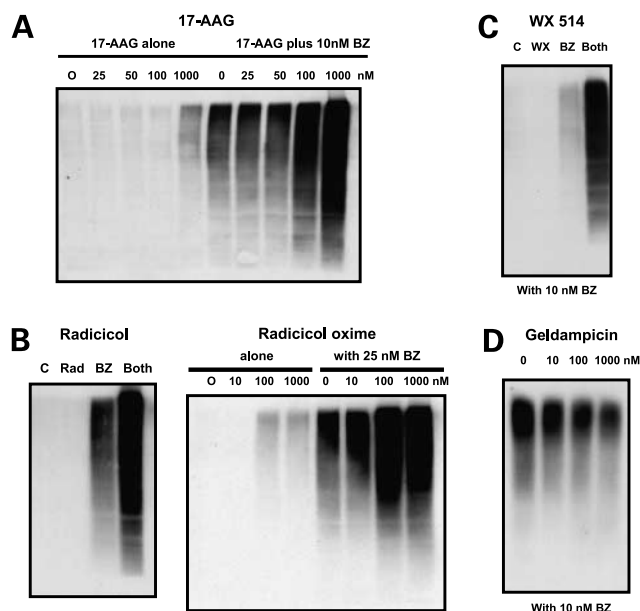 A
17-AAG
17-AAG alone 17-AAG plus 10nM BZ
O 25 50 100 1000 0 25 50 100 1000 nM
C
WX 514
C WX BZ Both
With 10 nM BZ
B
Radicicol
C Rad BZ Both
Radicicol oxime
alone with 25 nM BZ
O 10 100 1000 0 10 100 1000 nM
D
Geldampicin
0 10 100 1000 nM
With 10 nM BZ